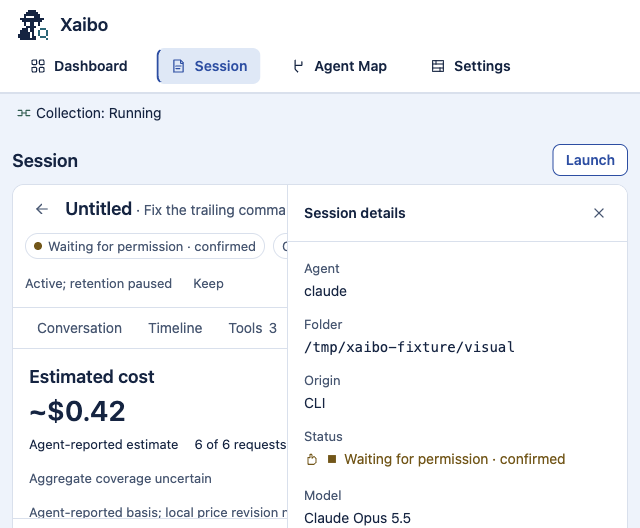 Xaibo
Dashboard Session Agent Map Settings
Collection: Running
Session
Launch
Untitled · Fix the trailing comma
Waiting for permission · confirmed
Active; retention paused Keep
Conversation Timeline Tools 3
Estimated cost
~$0.42
Agent-reported estimate 6 of 6 requests
Aggregate coverage uncertain
Agent-reported basis; local price revision
Session details
Agent
claude
Folder
/tmp/xaibo-fixture/visual
Origin
CLI
Status
Waiting for permission · confirmed
Model
Claude Opus 5.5